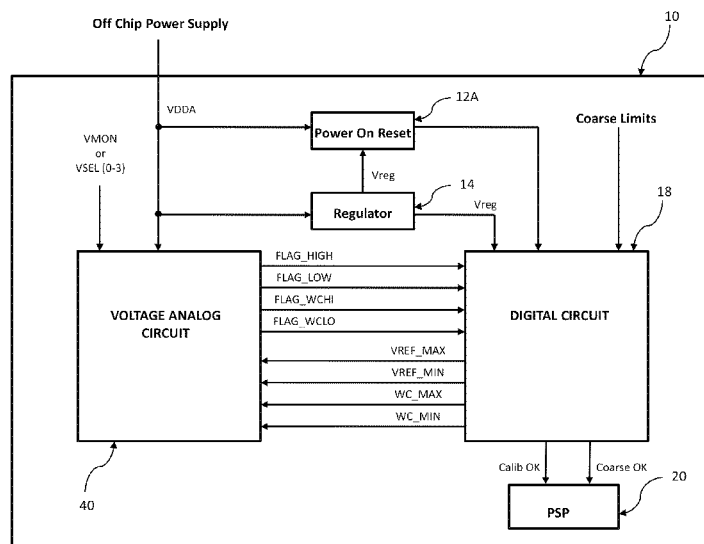 Off Chip Power Supply
10
VDDA
12A
Power On Reset
Coarse Limits
VMON
or
VSEL {0-3}
Vreg
14
Vreg
Regulator
18
FLAG_HIGH
FLAG_LOW
FLAG_WCHI
FLAG_WCLO
VOLTAGE ANALOG
CIRCUIT
DIGITAL CIRCUIT
VREF_MAX
VREF_MIN
WC_MAX
WC_MIN
40
Calib OK
Coarse OK
20
PSP